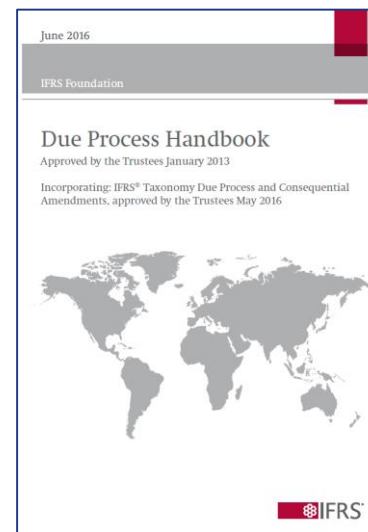 June 2016
IFRS Foundation
Due Process Handbook
Approved by the Trustees January 2013
Incorporating: IFRS® Taxonomy Due Process and Consequential
Amendments, approved by the Trustees May 2016
IFRS®